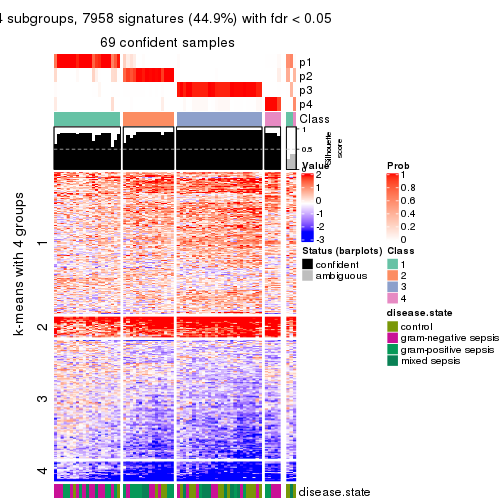 4 subgroups, 7958 signatures (44.9%) with fdr < 0.05
69 confident samples
p1
p2
p3
p4
Class
1
0.5
0
Silhouette
score
k-means with 4 groups
1
2
3
4
disease.state
Value
2
1
0
-1
-2
-3
Prob
1
0.8
0.6
0.4
0.2
0
Status (barplots)
confident
ambiguous
Class
1
2
3
4
disease.state
control
gram-negative sepsis
gram-positive sepsis
mixed sepsis